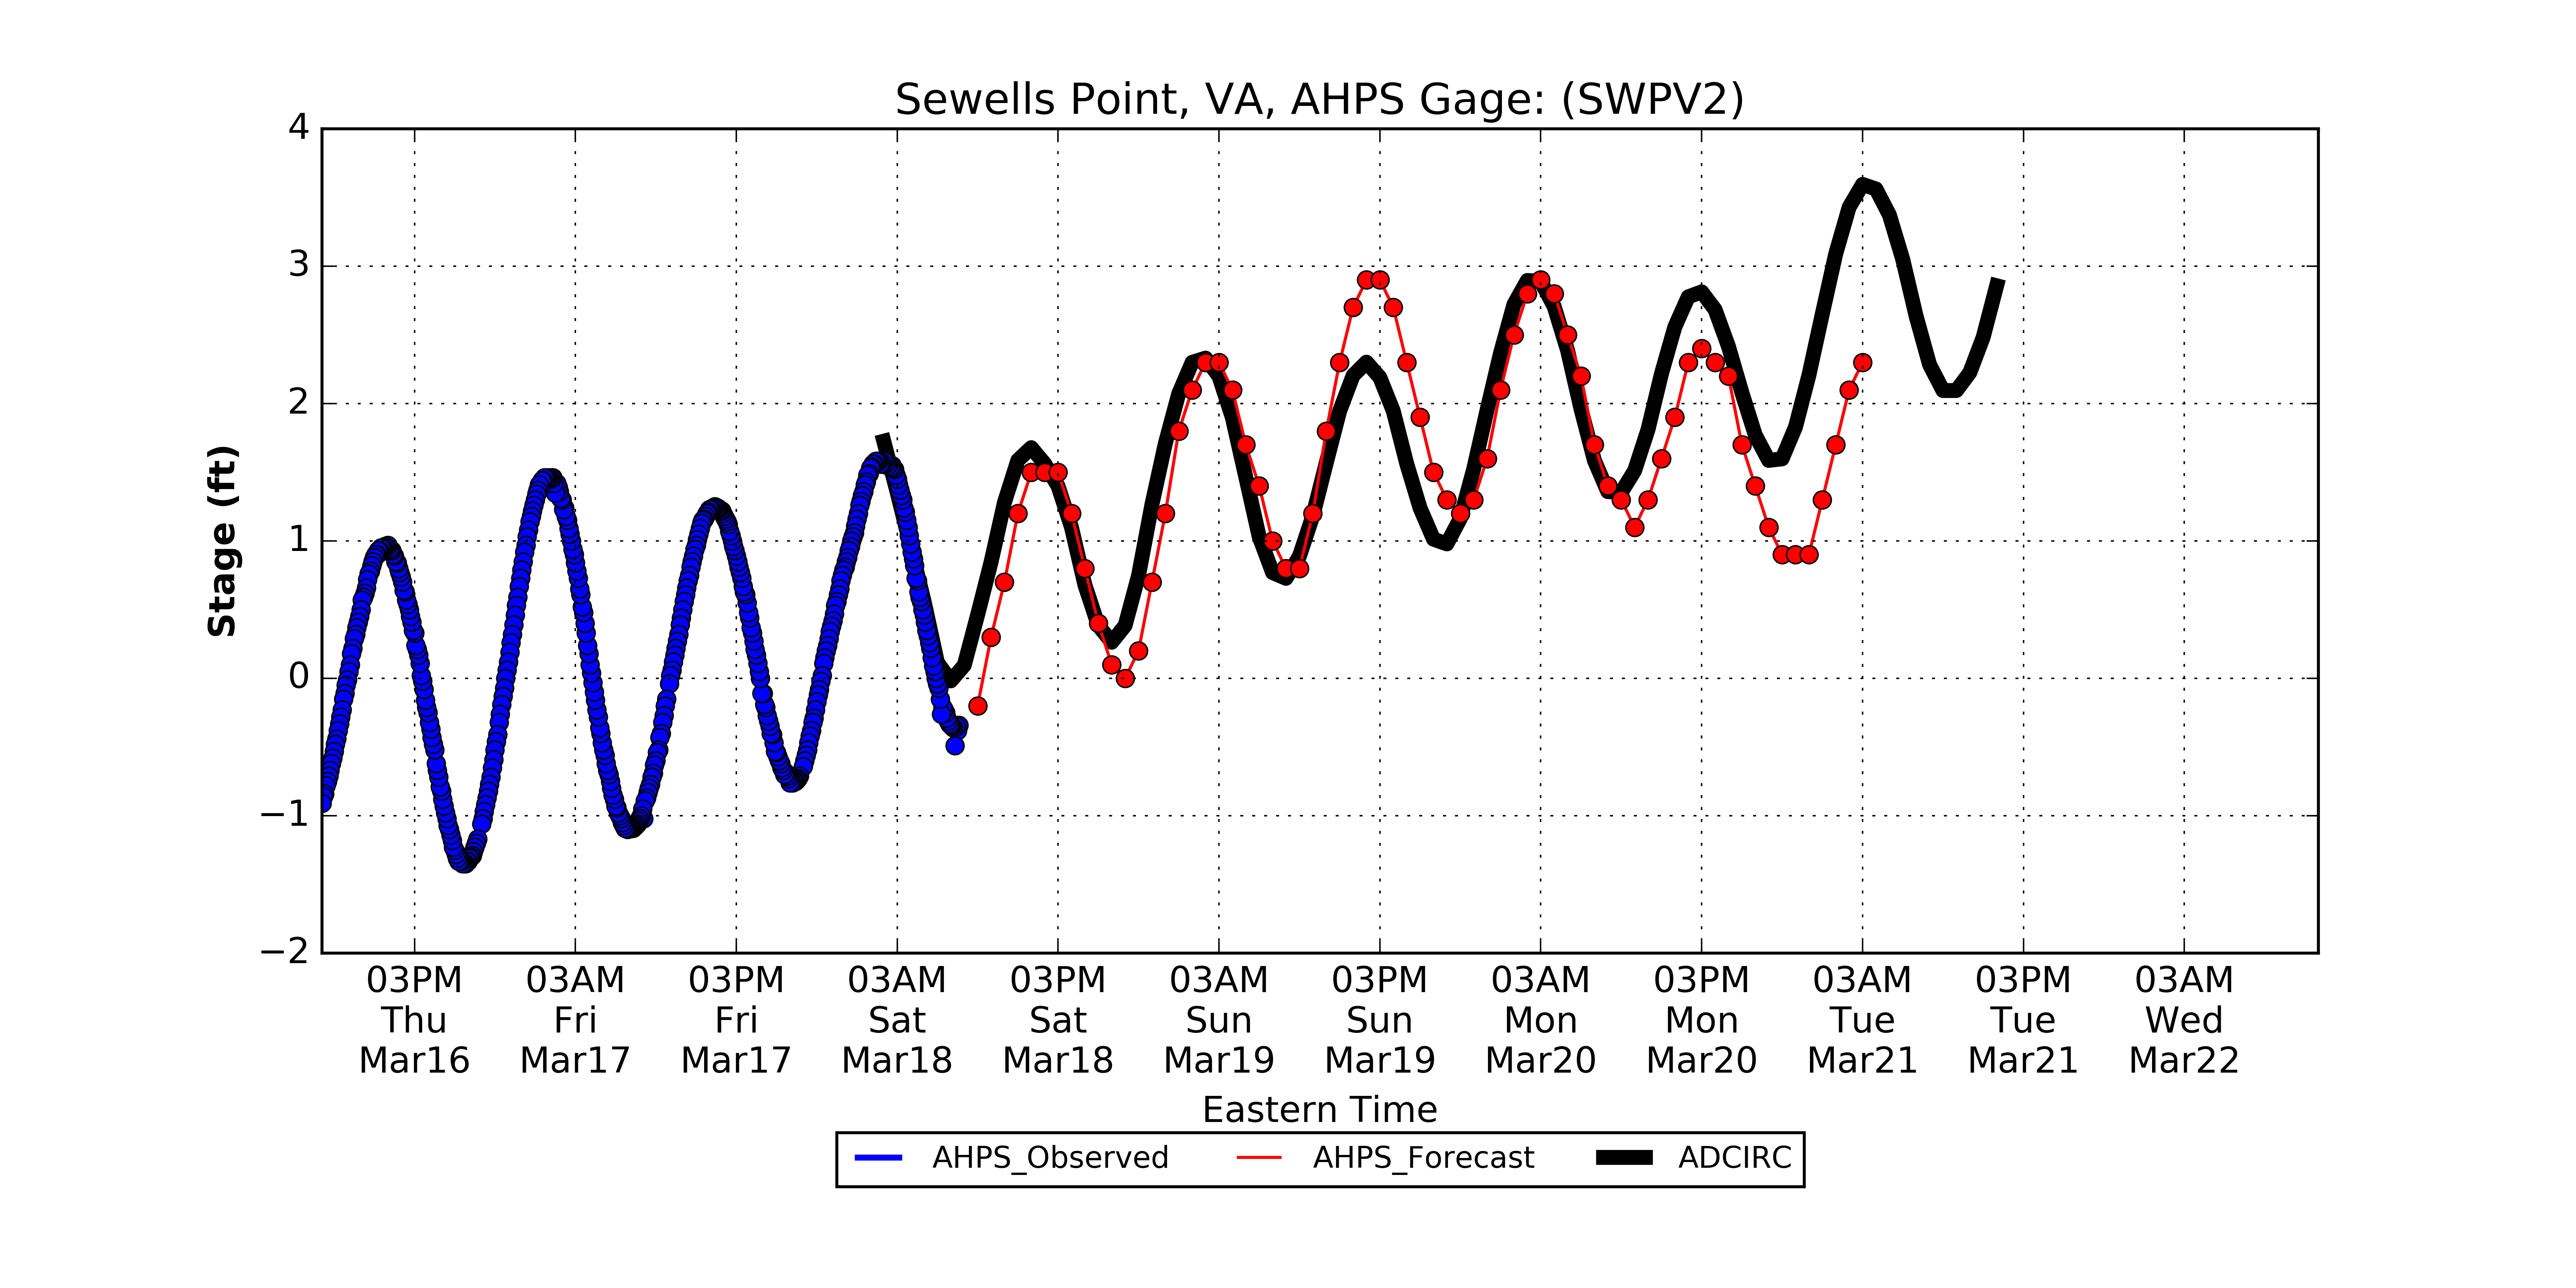 Sewells Point, VA, AHPS Gage: (SWPV2)
4
3
2
1
0
−1
−2
Stage (ft)
03PM 03AM 03PM 03AM 03PM 03AM 03PM 03AM 03PM 03AM 03PM 03AM
Thu Fri Fri Sat Sat Sun Sun Mon Mon Tue Tue Wed
Mar16 Mar17 Mar17 Mar18 Mar18 Mar19 Mar19 Mar20 Mar20 Mar21 Mar21 Mar22
Eastern Time
AHPS_Observed AHPS_Forecast ADCIRC